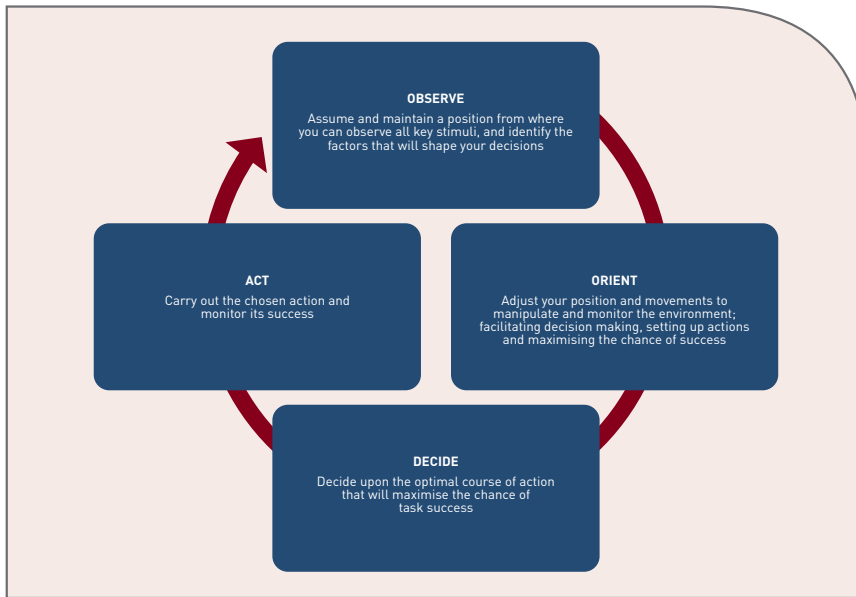 OBSERVE
Assume and maintain a position from where
you can observe all key stimuli, and identify the
factors that will shape your decisions
ACT
Carry out the chosen action and
monitor its success
ORIENT
Adjust your position and movements to
manipulate and monitor the environment;
facilitating decision making, setting up actions
and maximising the chance of success
DECIDE
Decide upon the optimal course of action
that will maximise the chance of
task success